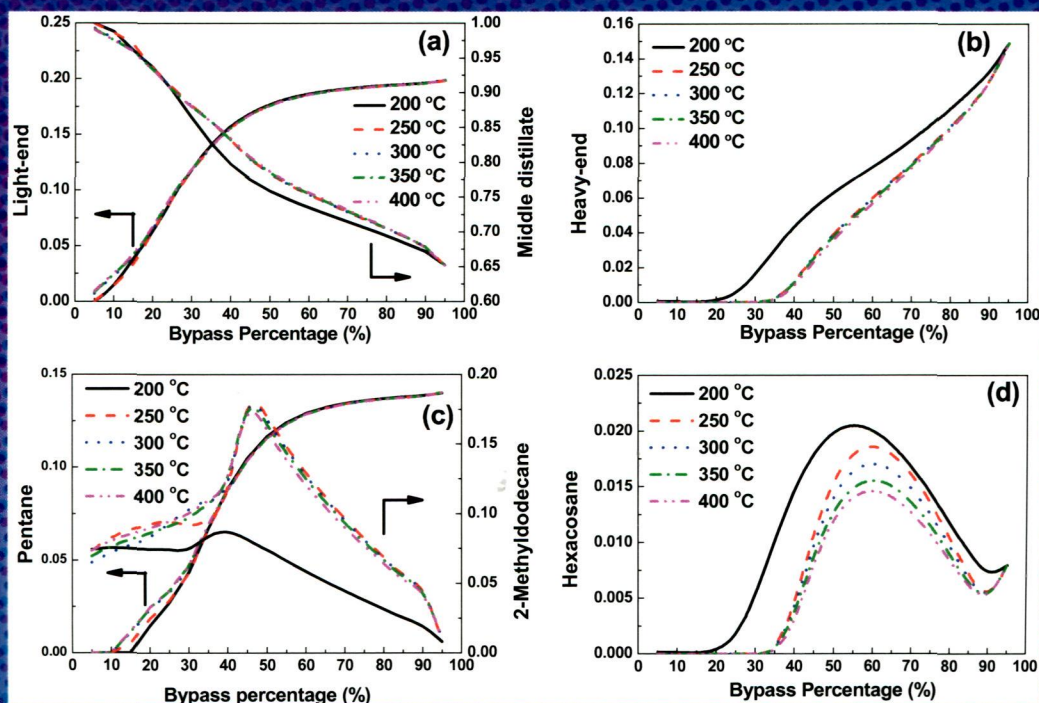 (a)
0.25
0.20
0.15
0.10
0.05
0.00
Light-end
1.00
0.95
0.90
0.85
0.80
0.75
0.70
0.65
0.60
Middle distillate
200 °C
250 °C
300 °C
350 °C
400 °C
0 10 20 30 40 50 60 70 80 90 100
Bypass Percentage (%)
(b)
0.16
0.14
0.12
0.10
0.08
0.06
0.04
0.02
0.00
Heavy-end
200 °C
250 °C
300 °C
350 °C
400 °C
0 10 20 30 40 50 60 70 80 90 100
Bypass Percentage (%)
(c)
0.15
0.10
0.05
0.00
Pentane
0.20
0.15
0.10
0.05
0.00
2-Methyldodecane
200 °C
250 °C
300 °C
350 °C
400 °C
0 10 20 30 40 50 60 70 80 90 100
Bypass percentage (%)
(d)
0.025
0.020
0.015
0.010
0.005
0.000
Hexacosane
200 °C
250 °C
300 °C
350 °C
400 °C
0 10 20 30 40 50 60 70 80 90 100
Bypass Percentage (%)